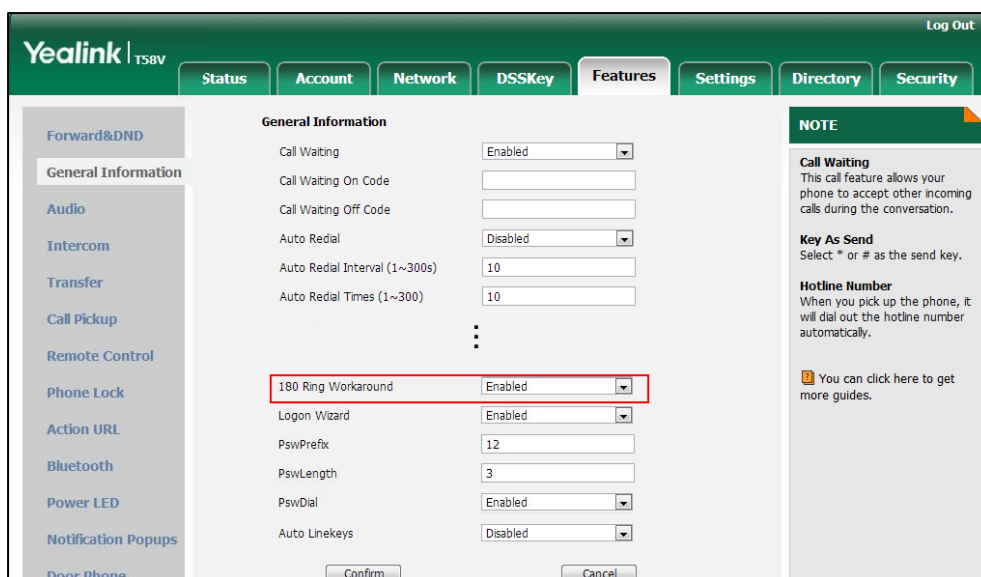 Log Out
Yealink T58V
Status Account Network DSSKey Features Settings Directory Security
Forward&DND
General Information
Audio
Intercom
Transfer
Call Pickup
Remote Control
Phone Lock
Action URL
Bluetooth
Power LED
Notification Popups
Door Phone
General Information
Call Waiting Enabled
Call Waiting On Code
Call Waiting Off Code
Auto Redial Disabled
Auto Redial Interval (1~300s) 10
Auto Redial Times (1~300) 10
180 Ring Workaround Enabled
Logon Wizard Enabled
PswPrefix 12
PswLength 3
PswDial Enabled
Auto Linekeys Disabled
Confirm Cancel
NOTE
Call Waiting
This call feature allows your
phone to accept other incoming
calls during the conversation.
Key As Send
Select * or # as the send key.
Hotline Number
When you pick up the phone, it
will dial out the hotline number
automatically.
You can click here to get
more guides.